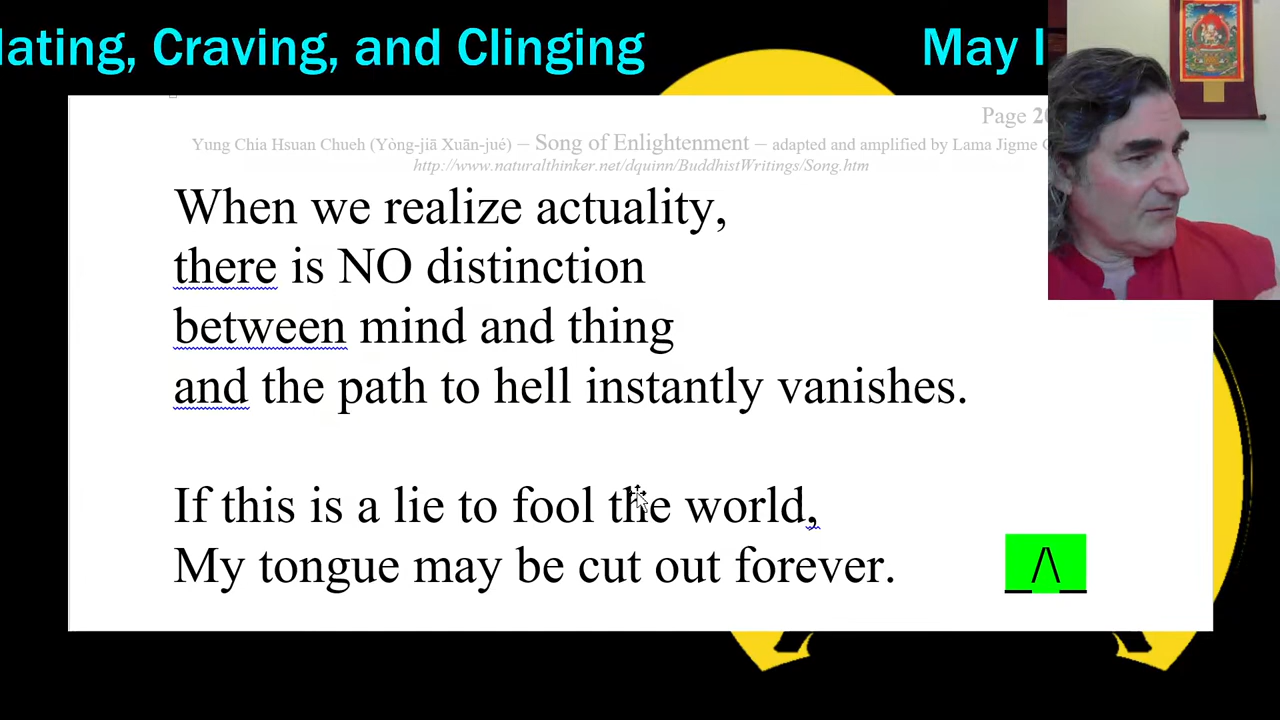 ating, Craving, and Clinging May I
Page 20
Yung Chia Hsuan Chueh (Yòng-jiā Xuān-jué) – Song of Enlightenment – adapted and amplified by Lama Jigme
http://www.naturalthinker.net/dquinn/BuddhistWritings/Song.htm
When we realize actuality,
there is NO distinction
between mind and thing
and the path to hell instantly vanishes.
If this is a lie to fool the world,
My tongue may be cut out forever.
_/\_